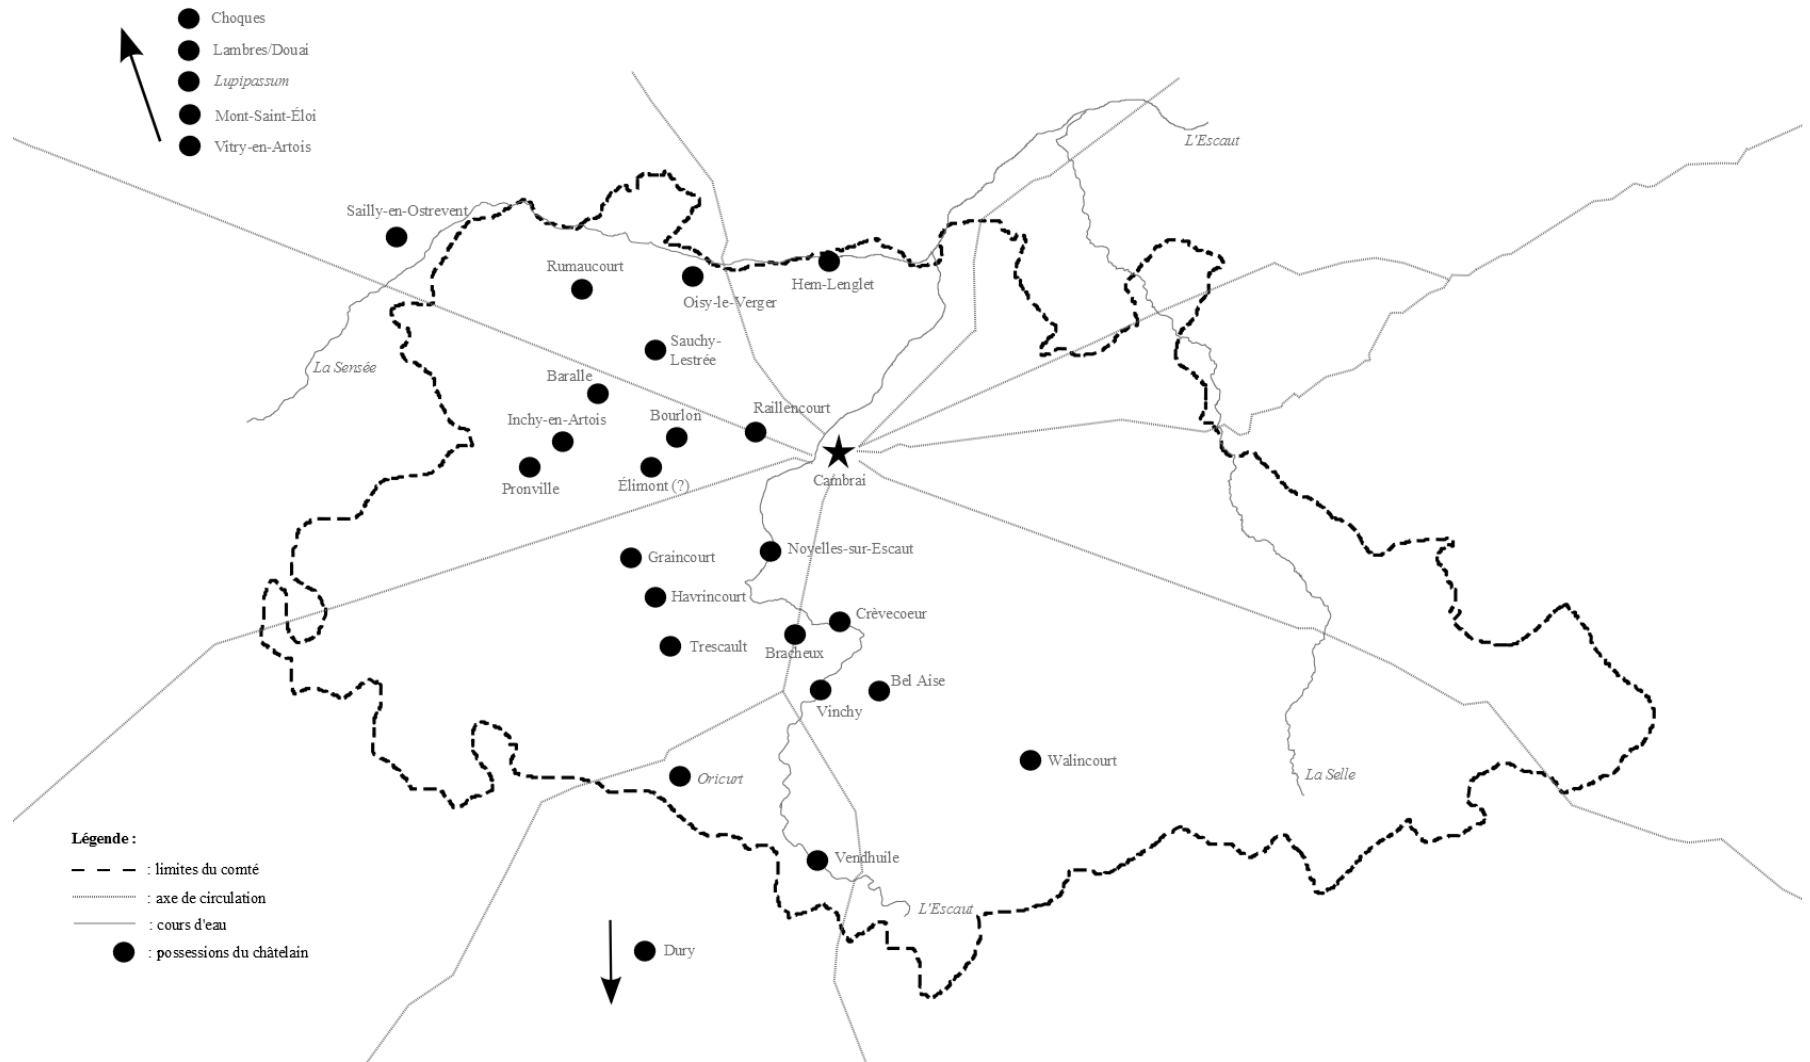 Choques
Lambres/Douai
Lupipassum
Mont-Saint-Éloi
Vitry-en-Artois
L'Escaut
Sailly-en-Ostrevent
Rumaucourt
Oisy-le-Verger
Hem-Lenglet
La Sensée
Sauchy-
Lestrée
Baralle
Inchy-en-Artois
Bourlon
Raillencourt
Pronville
Élimont (?)
Cambrai
Graincourt
Noyelles-sur-Escaut
Havrincourt
Crèvecoeur
Trescault
Bracheux
Bel Aise
Vinchy
Oricurt
Walincourt
La Selle
Vendhuile
L'Escaut
Dury
Légende :
: limites du comté
: axe de circulation
: cours d'eau
: possessions du châtelain